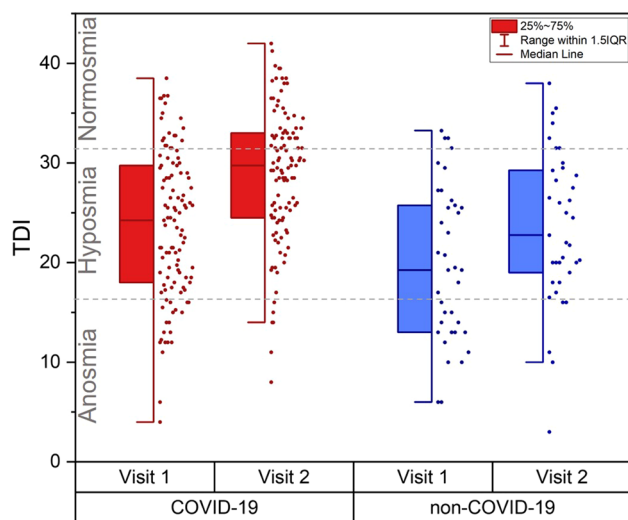 25%~75%
Range within 1.5IQR
Median Line
TDI
Normosmia
Hyposmia
Anosmia
40
30
20
10
0
Visit 1
Visit 2
Visit 1
Visit 2
COVID-19
non-COVID-19